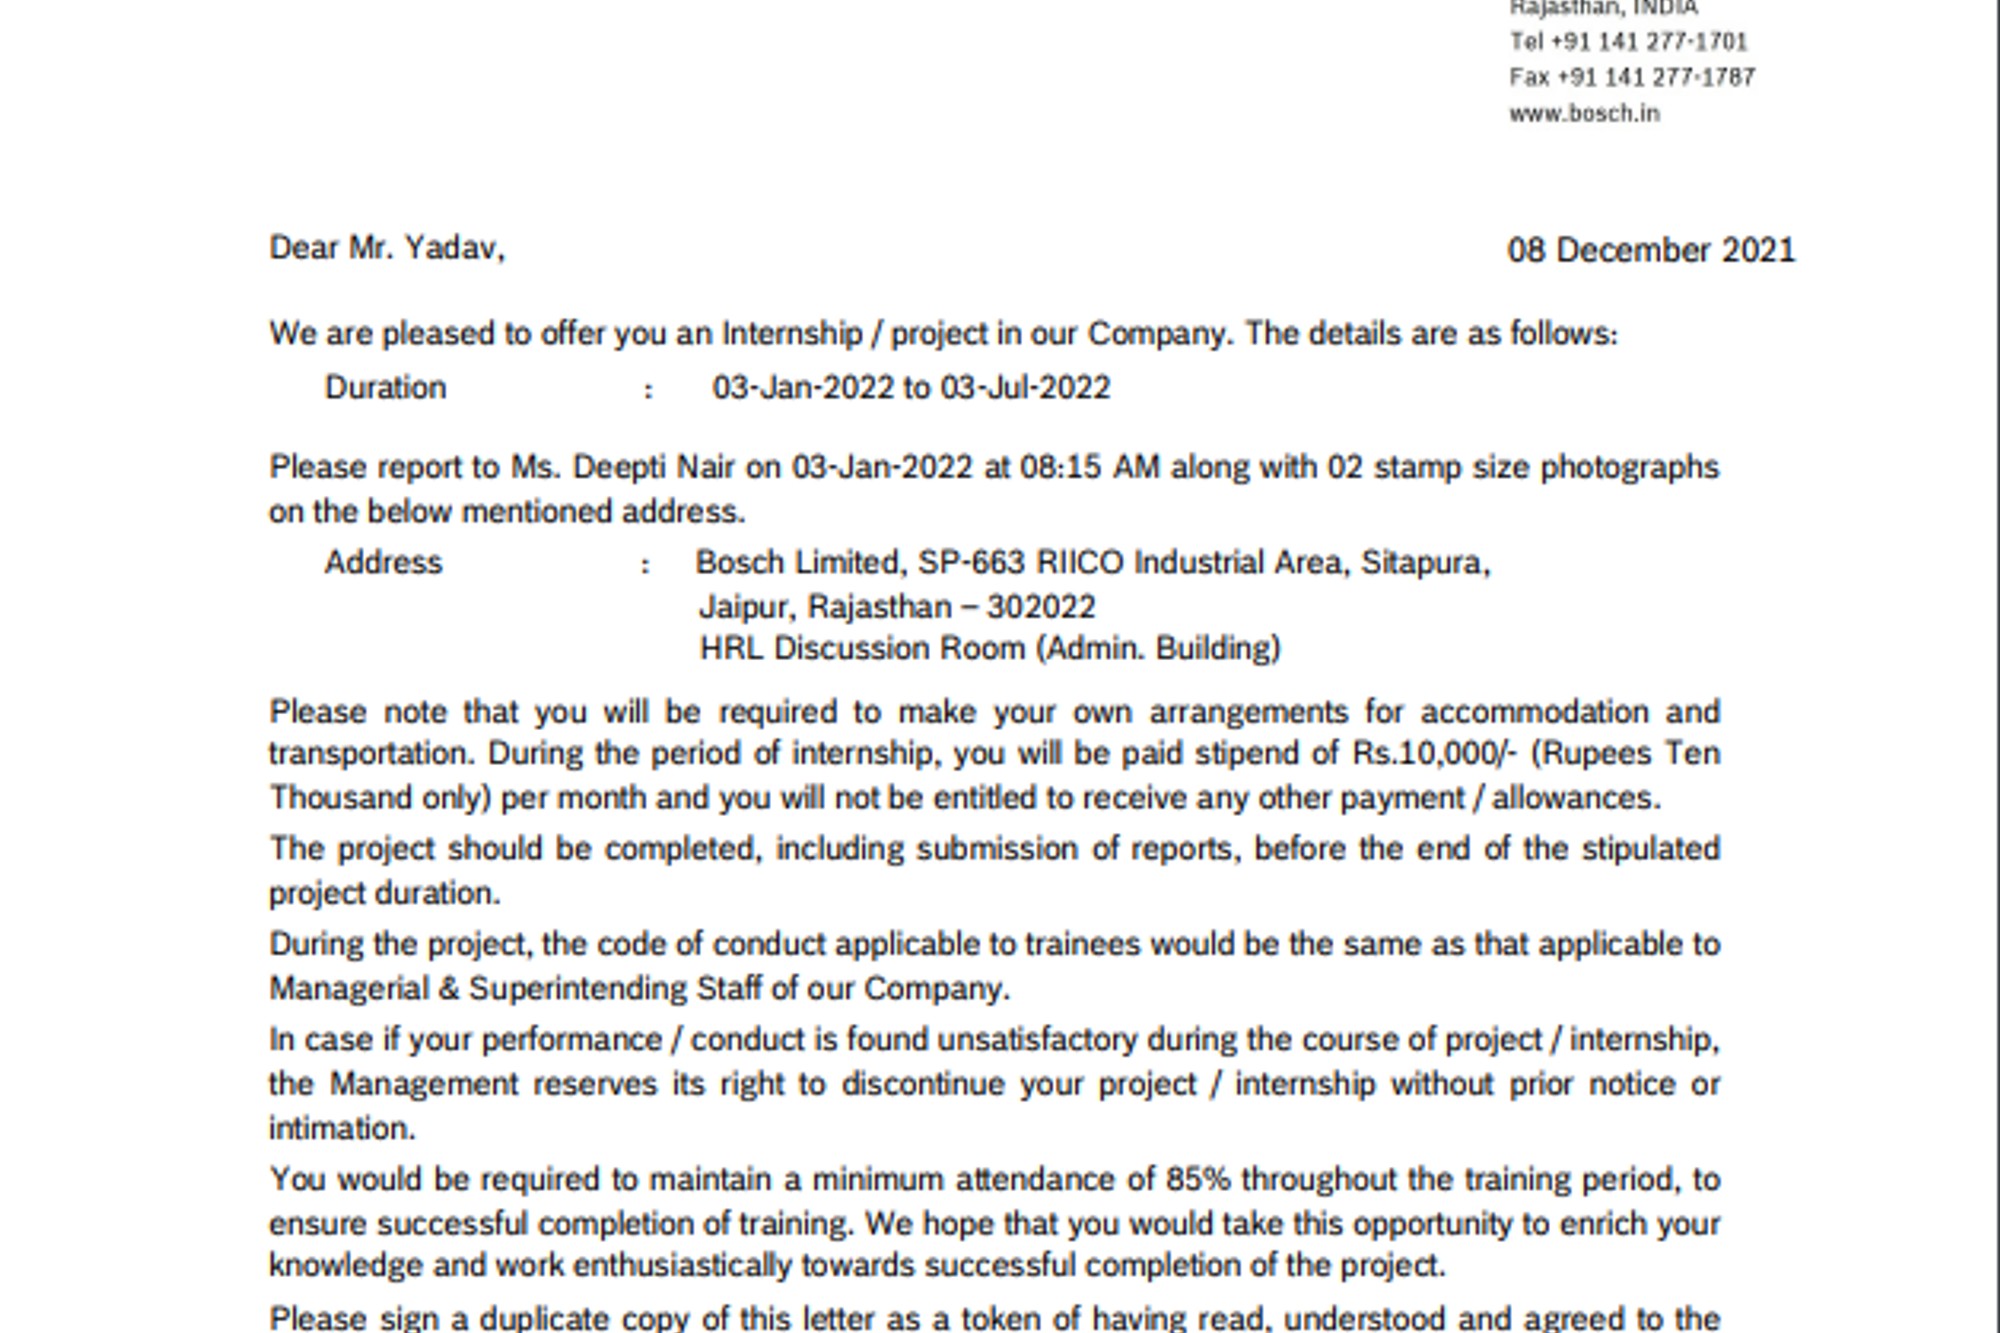 Rajasthan, INDIA
Tel +91 141 277-1701
Fax +91 141 277-1787
www.bosch.in
Dear Mr. Yadav,
08 December 2021
We are pleased to offer you an Internship / project in our Company. The details are as follows:
Duration : 03-Jan-2022 to 03-Jul-2022
Please report to Ms. Deepti Nair on 03-Jan-2022 at 08:15 AM along with 02 stamp size photographs
on the below mentioned address.
Address : Bosch Limited, SP-663 RIICO Industrial Area, Sitapura,
Jaipur, Rajasthan – 302022
HRL Discussion Room (Admin. Building)
Please note that you will be required to make your own arrangements for accommodation and
transportation. During the period of internship, you will be paid stipend of Rs.10,000/- (Rupees Ten
Thousand only) per month and you will not be entitled to receive any other payment / allowances.
The project should be completed, including submission of reports, before the end of the stipulated
project duration.
During the project, the code of conduct applicable to trainees would be the same as that applicable to
Managerial & Superintending Staff of our Company.
In case if your performance / conduct is found unsatisfactory during the course of project / internship,
the Management reserves its right to discontinue your project / internship without prior notice or
intimation.
You would be required to maintain a minimum attendance of 85% throughout the training period, to
ensure successful completion of training. We hope that you would take this opportunity to enrich your
knowledge and work enthusiastically towards successful completion of the project.
Please sign a duplicate copy of this letter as a token of having read, understood and agreed to the